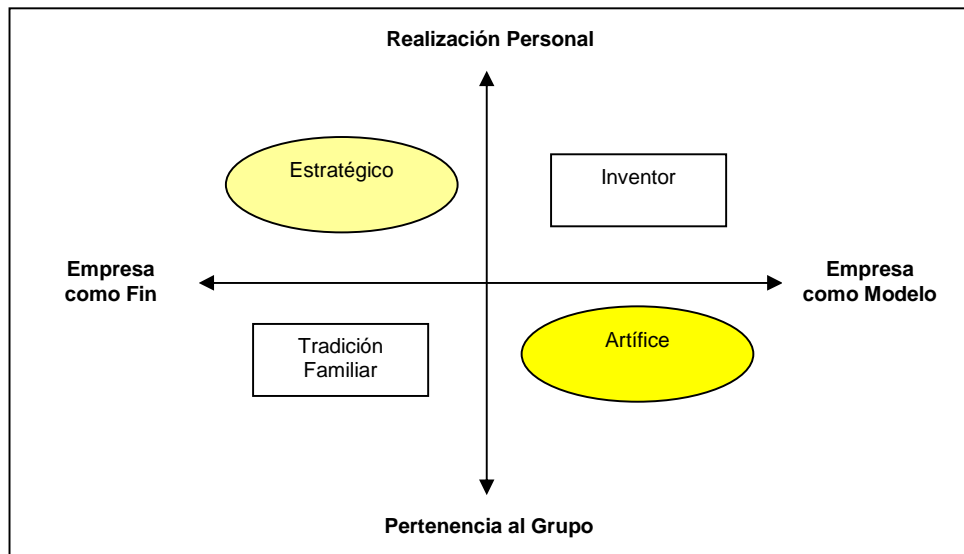 Realización Personal
Estratégico
Inventor
Empresa
como Fin
Empresa
como Modelo
Tradición
Familiar
Artífice
Pertenencia al Grupo